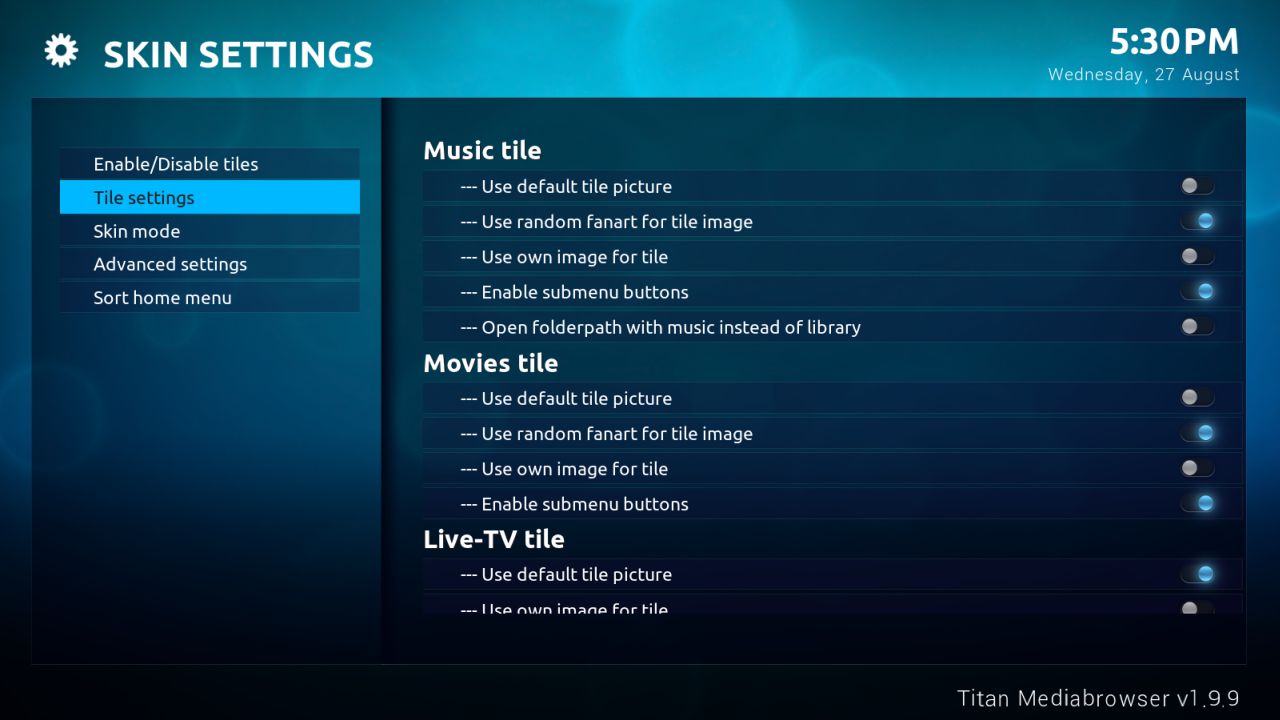 SKIN SETTINGS
5:30PM
Wednesday, 27 August
Enable/Disable tiles
Tile settings
Skin mode
Advanced settings
Sort home menu
Music tile
--- Use default tile picture
--- Use random fanart for tile image
--- Use own image for tile
--- Enable submenu buttons
--- Open folderpath with music instead of library
Movies tile
--- Use default tile picture
--- Use random fanart for tile image
--- Use own image for tile
--- Enable submenu buttons
Live-TV tile
--- Use default tile picture
--- Use own image for tile
Titan Mediabrowser v1.9.9